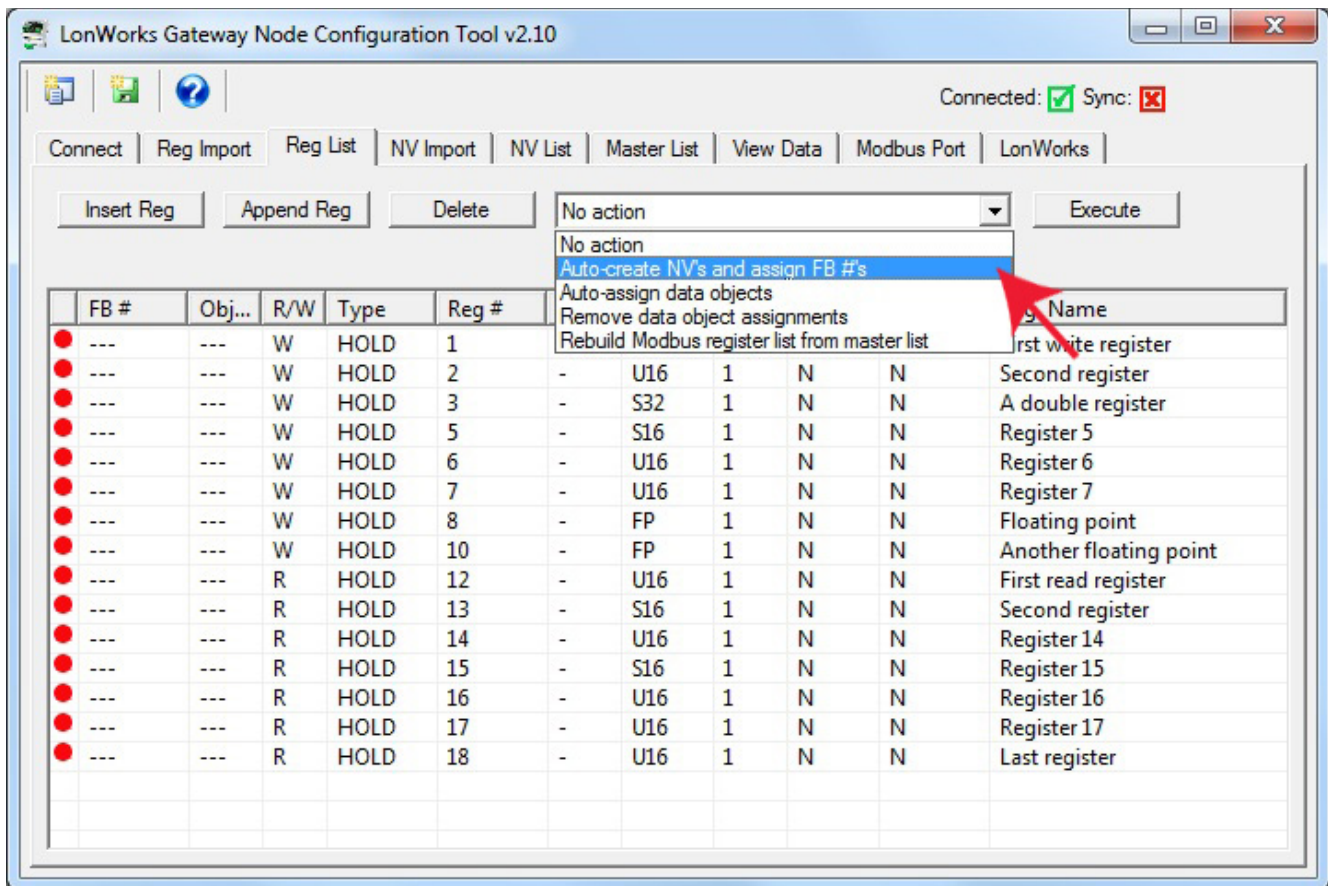 LonWorks Gateway Node Configuration Tool v2.10
Connected: Sync:
Connect Reg Import Reg List NV Import NV List Master List View Data Modbus Port LonWorks
Insert Reg Append Reg Delete No action Execute
No action
Auto-create NV's and assign FB #'s
Auto-assign data objects
Remove data object assignments
Rebuild Modbus register list from master list
FB # Obj... R/W Type Reg # Name
--- --- W HOLD 1 write register
--- --- W HOLD 2 - U16 1 N N Second register
--- --- W HOLD 3 - S32 1 N N A double register
--- --- W HOLD 5 - S16 1 N N Register 5
--- --- W HOLD 6 - U16 1 N N Register 6
--- --- W HOLD 7 - U16 1 N N Register 7
--- --- W HOLD 8 - FP 1 N N Floating point
--- --- W HOLD 10 - FP 1 N N Another floating point
--- --- R HOLD 12 - U16 1 N N First read register
--- --- R HOLD 13 - S16 1 N N Second register
--- --- R HOLD 14 - U16 1 N N Register 14
--- --- R HOLD 15 - S16 1 N N Register 15
--- --- R HOLD 16 - U16 1 N N Register 16
--- --- R HOLD 17 - U16 1 N N Register 17
--- --- R HOLD 18 - U16 1 N N Last register